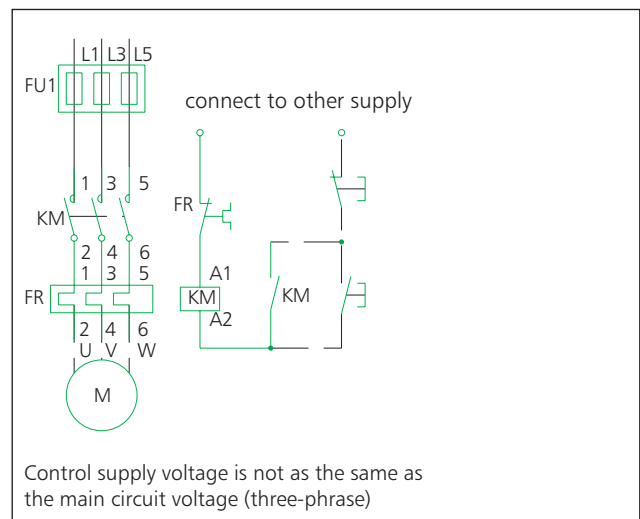 L1 L3 L5
FU1
connect to other supply
1 3 5
KM
FR
2 4 6
1 3 5
A1
FR
KM
KM
A2
2 4 6
U V W
M
Control supply voltage is not as the same as
the main circuit voltage (three-phrase)